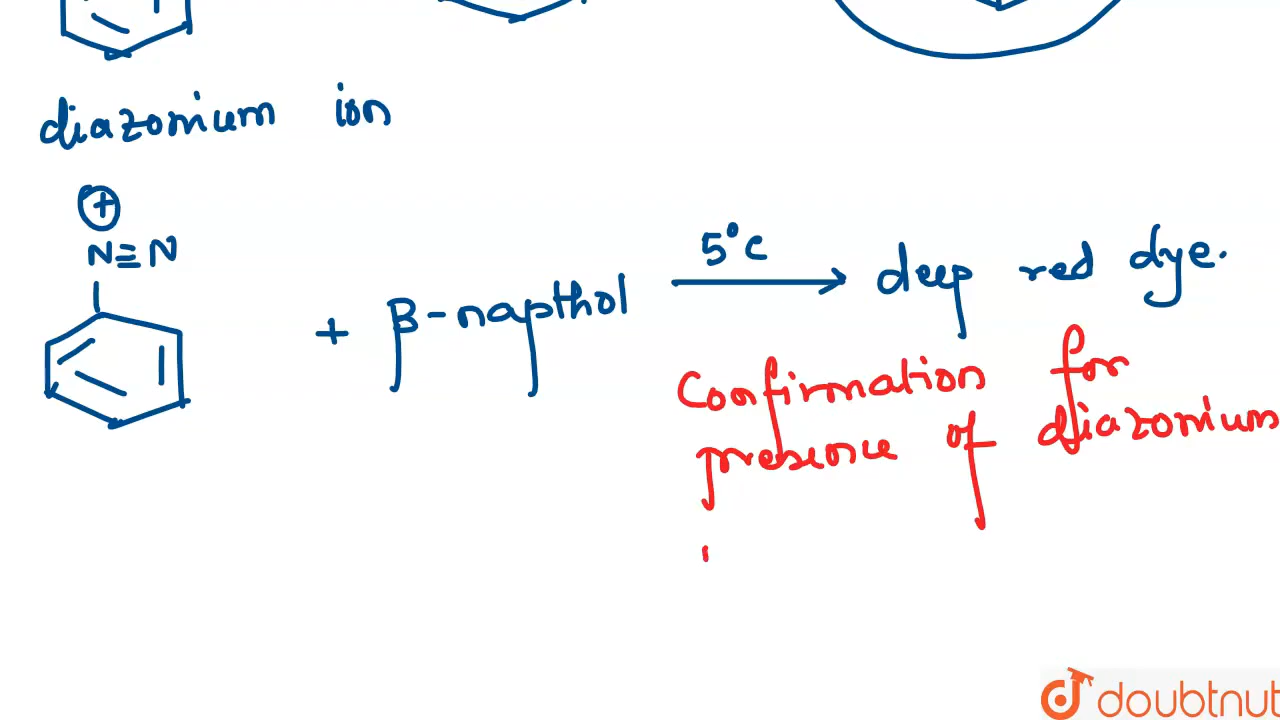 diazonium ion
+
N≡N
5°C
+ β-napthol → deep red dye.
Confirmation for
presence of diazonium
doubtnut